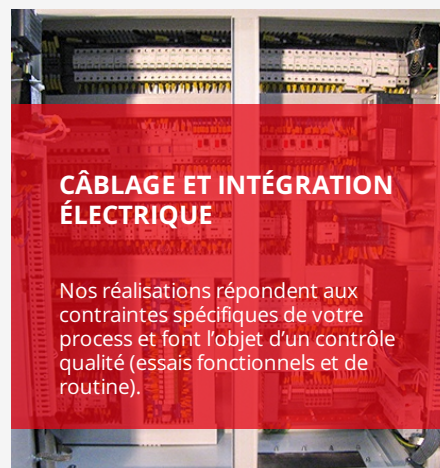 CÂBLAGE ET INTÉGRATION
ÉLECTRIQUE
Nos réalisations répondent aux
contraintes spécifiques de votre
process et font l’objet d’un contrôle
qualité (essais fonctionnels et de
routine).